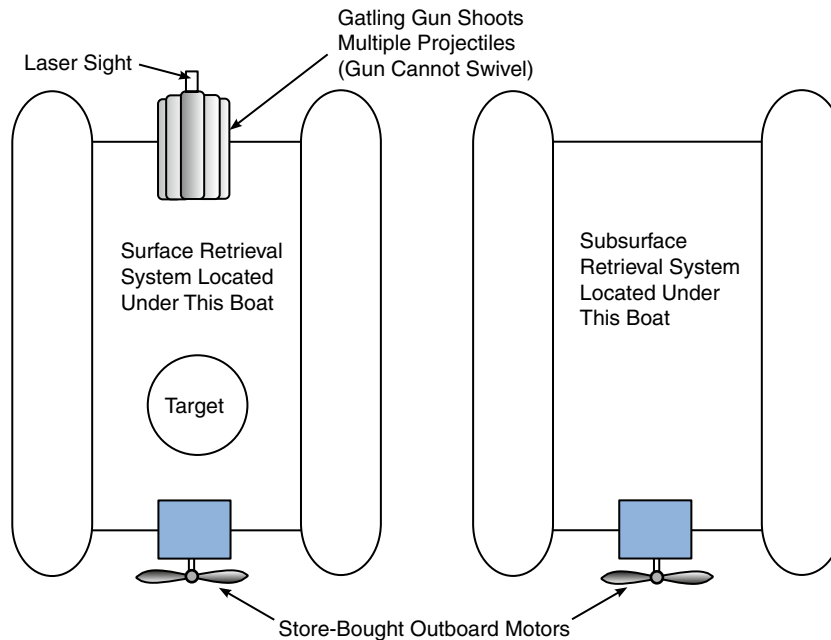 Gatling Gun Shoots
Multiple Projectiles
(Gun Cannot Swivel)
Laser Sight
Surface Retrieval
System Located
Under This Boat
Subsurface
Retrieval System
Located Under
This Boat
Target
Store-Bought Outboard Motors